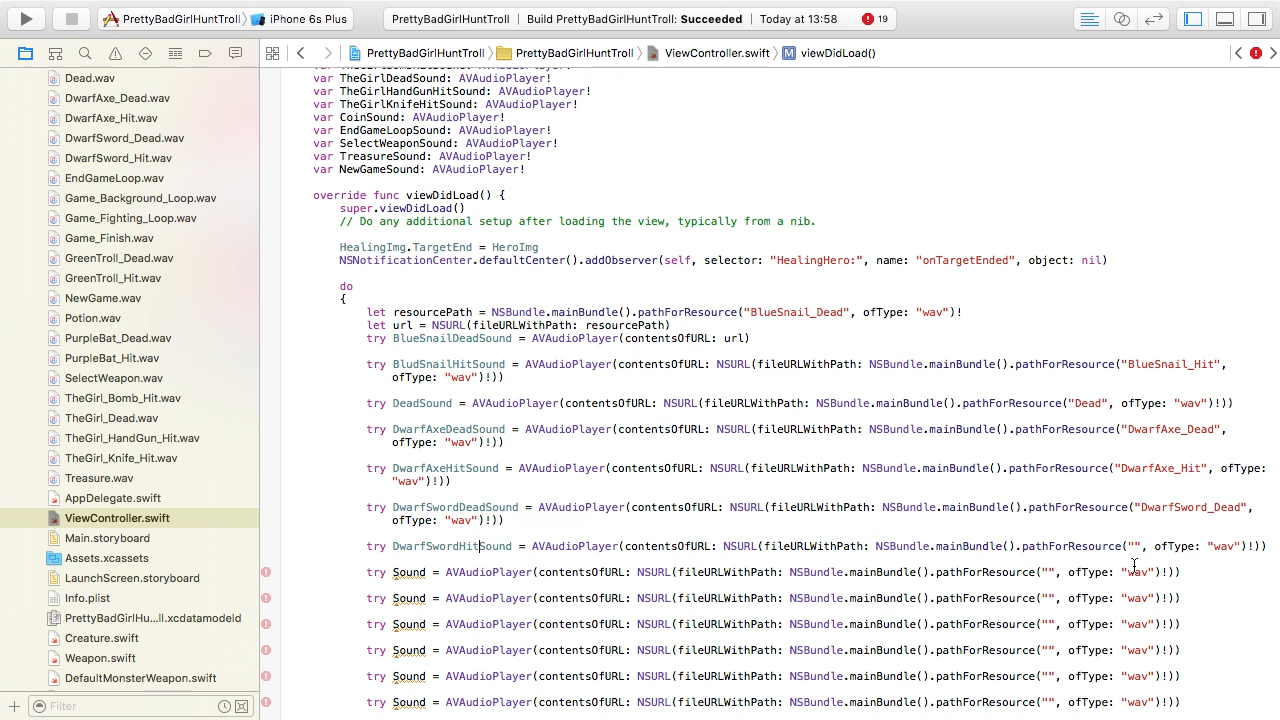 PrettyBadGirlHuntTroll iPhone 6s Plus PrettyBadGirlHuntTroll Build PrettyBadGirlHuntTroll: Succeeded Today at 13:58 19
PrettyBadGirlHuntTroll PrettyBadGirlHuntTroll ViewController.swift M viewDidLoad()
Dead.wav
DwarfAxe_Dead.wav
DwarfAxe_Hit.wav
DwarfSword_Dead.wav
DwarfSword_Hit.wav
EndGameLoop.wav
Game_Background_Loop.wav
Game_Fighting_Loop.wav
Game_Finish.wav
GreenTroll_Dead.wav
GreenTroll_Hit.wav
NewGame.wav
Potion.wav
PurpleBat_Dead.wav
PurpleBat_Hit.wav
SelectWeapon.wav
TheGirl_Bomb_Hit.wav
TheGirl_Dead.wav
TheGirl_HandGun_Hit.wav
TheGirl_Knife_Hit.wav
Treasure.wav
AppDelegate.swift
ViewController.swift
Main.storyboard
Assets.xcassets
LaunchScreen.storyboard
Info.plist
PrettyBadGirlHu...ll.xcdatamodeld
Creature.swift
Weapon.swift
DefaultMonsterWeapon.swift
Filter
var TheGirlDeadSound: AVAudioPlayer!
var TheGirlHandGunHitSound: AVAudioPlayer!
var TheGirlKnifeHitSound: AVAudioPlayer!
var CoinSound: AVAudioPlayer!
var EndGameLoopSound: AVAudioPlayer!
var SelectWeaponSound: AVAudioPlayer!
var TreasureSound: AVAudioPlayer!
var NewGameSound: AVAudioPlayer!
override func viewDidLoad() {
super.viewDidLoad()
// Do any additional setup after loading the view, typically from a nib.
HealingImg.TargetEnd = HeroImg
NSNotificationCenter.defaultCenter().addObserver(self, selector: "HealingHero:", name: "onTargetEnded", object: nil)
do
{
let resourcePath = NSBundle.mainBundle().pathForResource("BlueSnail_Dead", ofType: "wav")!
let url = NSURL(fileURLWithPath: resourcePath)
try BlueSnailDeadSound = AVAudioPlayer(contentsOfURL: url)
try BludSnailHitSound = AVAudioPlayer(contentsOfURL: NSURL(fileURLWithPath: NSBundle.mainBundle().pathForResource("BlueSnail_Hit",
ofType: "wav")!))
try DeadSound = AVAudioPlayer(contentsOfURL: NSURL(fileURLWithPath: NSBundle.mainBundle().pathForResource("Dead", ofType: "wav")!))
try DwarfAxeDeadSound = AVAudioPlayer(contentsOfURL: NSURL(fileURLWithPath: NSBundle.mainBundle().pathForResource("DwarfAxe_Dead",
ofType: "wav")!))
try DwarfAxeHitSound = AVAudioPlayer(contentsOfURL: NSURL(fileURLWithPath: NSBundle.mainBundle().pathForResource("DwarfAxe_Hit", ofType:
"wav")!))
try DwarfSwordDeadSound = AVAudioPlayer(contentsOfURL: NSURL(fileURLWithPath: NSBundle.mainBundle().pathForResource("DwarfSword_Dead",
ofType: "wav")!))
try DwarfSwordHitSound = AVAudioPlayer(contentsOfURL: NSURL(fileURLWithPath: NSBundle.mainBundle().pathForResource("", ofType: "wav")!))
try Sound = AVAudioPlayer(contentsOfURL: NSURL(fileURLWithPath: NSBundle.mainBundle().pathForResource("", ofType: "wav")!))
try Sound = AVAudioPlayer(contentsOfURL: NSURL(fileURLWithPath: NSBundle.mainBundle().pathForResource("", ofType: "wav")!))
try Sound = AVAudioPlayer(contentsOfURL: NSURL(fileURLWithPath: NSBundle.mainBundle().pathForResource("", ofType: "wav")!))
try Sound = AVAudioPlayer(contentsOfURL: NSURL(fileURLWithPath: NSBundle.mainBundle().pathForResource("", ofType: "wav")!))
try Sound = AVAudioPlayer(contentsOfURL: NSURL(fileURLWithPath: NSBundle.mainBundle().pathForResource("", ofType: "wav")!))
try Sound = AVAudioPlayer(contentsOfURL: NSURL(fileURLWithPath: NSBundle.mainBundle().pathForResource("", ofType: "wav")!))